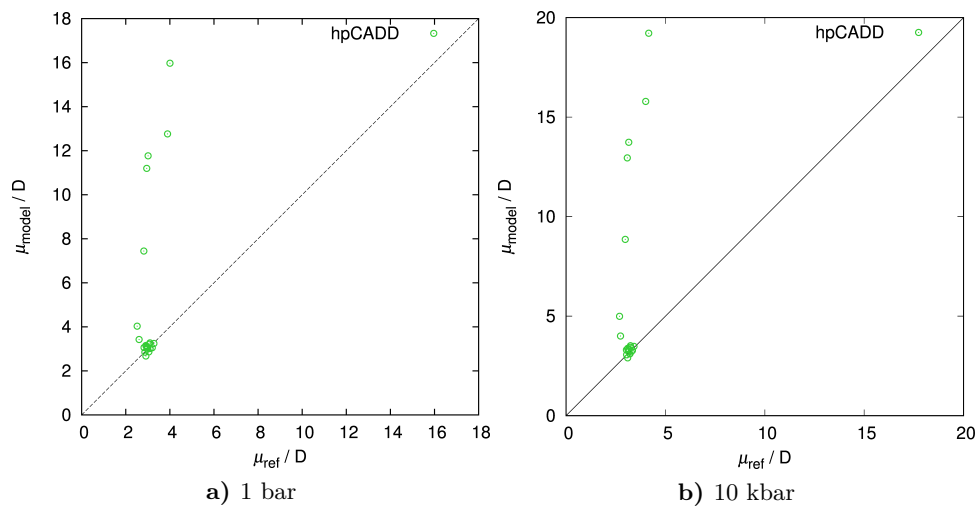 18
16
14
12
10
8
6
4
2
0
μmodel / D
hpCADD
0 2 4 6 8 10 12 14 16 18
μref / D
a) 1 bar
20
15
10
5
0
μmodel / D
hpCADD
0 5 10 15 20
μref / D
b) 10 kbar